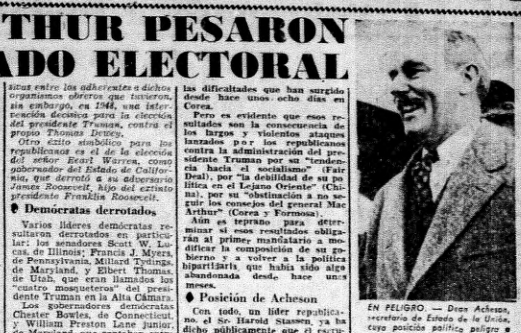 THUR PESARON
ADO ELECTORAL
sivas entre los adherentes a dichos
organismos obreros que tuvieron,
sin embargo, en 1948, una inter-
vención decisiva para la elección
del presidente Truman, contra el
propio Thomas Dewey.
Otro éxito simbólico para los
republicanos es el de la elección
del señor Eearl Warren, como
gobernador del Estado de Califor-
nia, que derrotó a su adversario
James Roosevelt, hijo del extinto
presidente Franklin Roosevelt.
Demócratas derrotados
Varios líderes demócratas re-
sultaron derrotados en particu-
lar: los senadores Scott W. Lu-
cas, de Illinois; Francis J. Myers,
de Pennsylvania, Millard Tydings,
de Maryland, y Elbert Thomas,
de Utah, que eran llamados los
"cuatro mosqueteros" del presi-
dente Truman en la Alta Cámara.
Los gobernadores demócratas
Chester Bowles, de Connecticut,
y William Preston Lane junior,
de Maryland
las dificultades que han surgido
desde hace unos ocho días en
Corea.
Pero es evidente que esos re-
sultados son la consecuencia de
los largos y violentos ataques
lanzados por los republicanos
contra la administración del pre-
sidente Truman por su "tenden-
cia hacia el socialismo" (Fair
Deal), por "la debilidad de su po-
lítica en el Lejano Oriente" (Chi-
na), por su "obstinación a no se-
guir los consejos del general Mac
Arthur" (Corea y Formosa).
Aún es temprano para deter-
minar si esos resultados obliga-
rán al primer mandatario a mo-
dificar la composición de su go-
bierno y a volver a la política
bipartidaria, que había sido algo
abandonada desde hace unos
meses.
Posición de Acheson
Con todo, un líder republica-
no, el Sr. Harold Stassen, ya ha
dicho públicamente que el
EN PELIGRO. — Dean Acheson,
secretario de Estado de la Unión,
cuya posición política peligra a